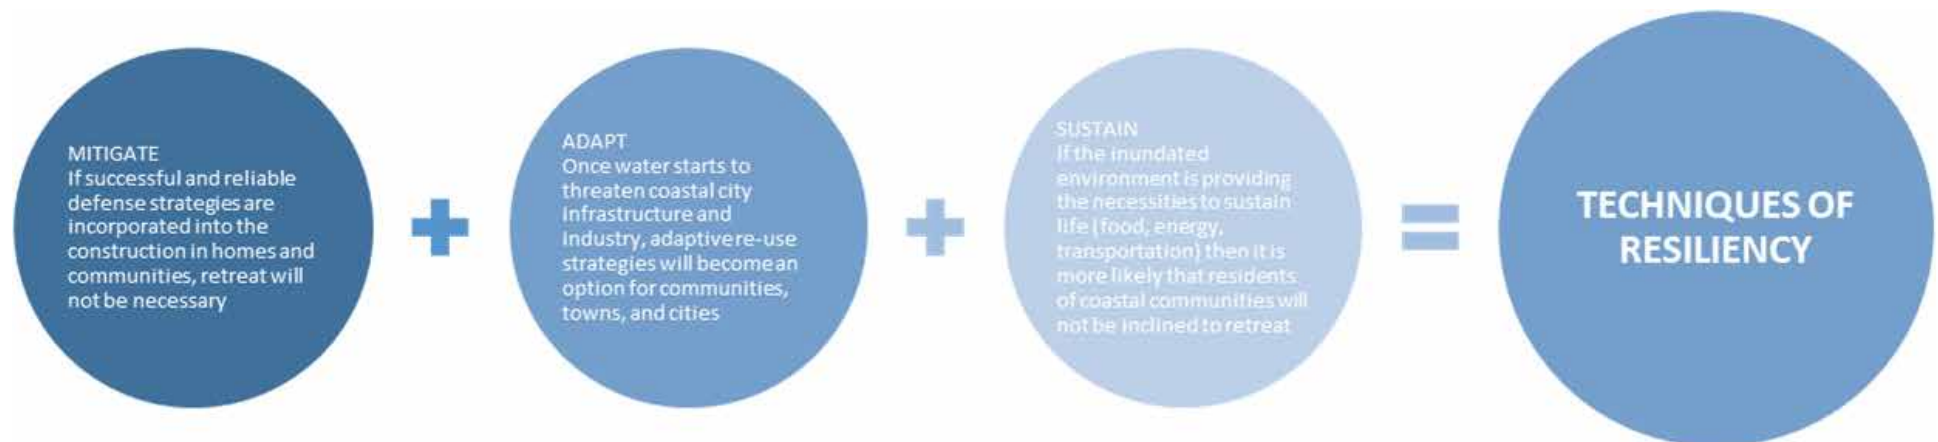 MITIGATE
If successful and reliable
defense strategies are
incorporated into the
construction in homes and
communities, retreat will
not be necessary
ADAPT
Once water starts to
threaten coastal city
infrastructure and
industry, adaptive re-use
strategies will become an
option for communities,
towns, and cities
SUSTAIN
If the inundated
environment is providing
the necessities to sustain
life (food, energy,
transportation) then it is
more likely that residents
of coastal communities will
not be inclined to retreat
TECHNIQUES OF
RESILIENCY